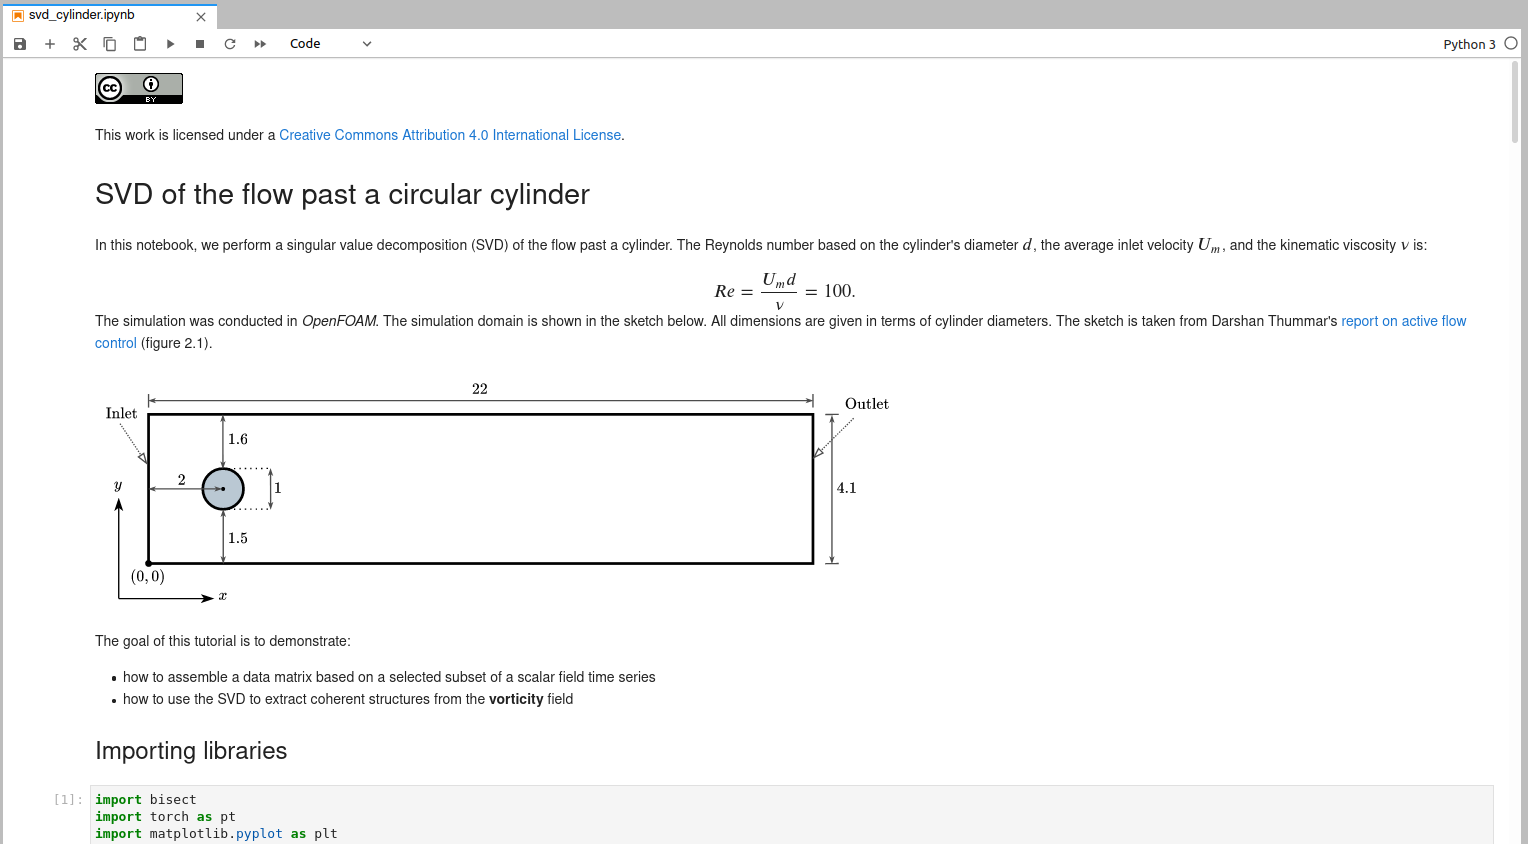 svd_cylinder.ipynb
Code
Python 3
cc
BY
This work is licensed under a Creative Commons Attribution 4.0 International License.
SVD of the flow past a circular cylinder
In this notebook, we perform a singular value decomposition (SVD) of the flow past a cylinder. The Reynolds number based on the cylinder's diameter d, the average inlet velocity Uₘ, and the kinematic viscosity ν is:
Re = Uₘd / ν = 100.
The simulation was conducted in OpenFOAM. The simulation domain is shown in the sketch below. All dimensions are given in terms of cylinder diameters. The sketch is taken from Darshan Thummar's report on active flow
control (figure 2.1).
22
Inlet
Outlet
1.6
2
y
1
4.1
1.5
(0, 0)
x
The goal of this tutorial is to demonstrate:
• how to assemble a data matrix based on a selected subset of a scalar field time series
• how to use the SVD to extract coherent structures from the vorticity field
Importing libraries
[1]: import bisect
import torch as pt
import matplotlib.pyplot as plt